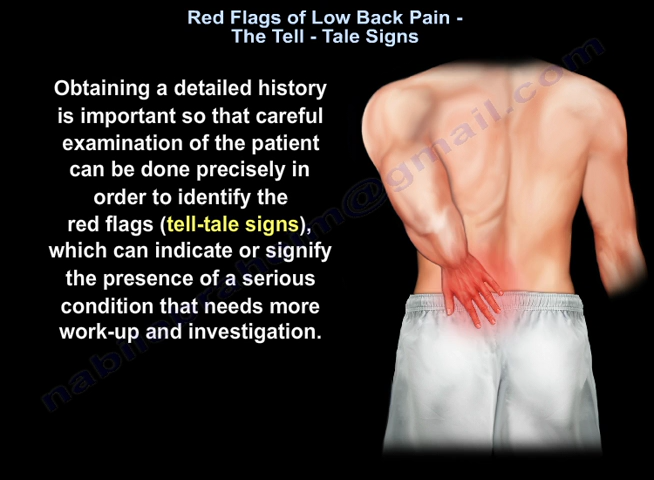 Red Flags of Low Back Pain -
The Tell - Tale Signs
Obtaining a detailed history
is important so that careful
examination of the patient
can be done precisely in
order to identify the
red flags (tell-tale signs),
which can indicate or signify
the presence of a serious
condition that needs more
work-up and investigation.